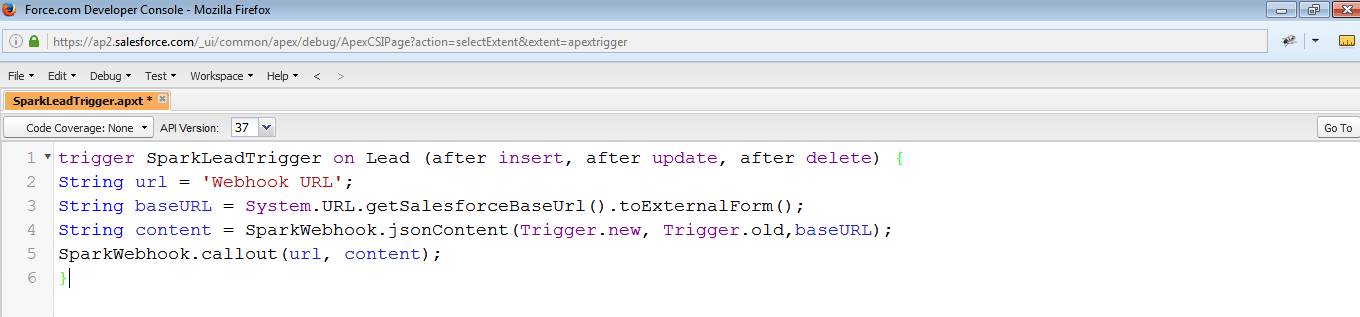 Force.com Developer Console - Mozilla Firefox
https://ap2.salesforce.com/_ui/common/apex/debug/ApexCSIPage?action=selectExtent&extent=apextrigger
File Edit Debug Test Workspace Help < >
SparkLeadTrigger.apxt *
Code Coverage: None API Version: 37 Go To
1 trigger SparkLeadTrigger on Lead (after insert, after update, after delete) {
2 String url = 'Webhook URL';
3 String baseURL = System.URL.getSalesforceBaseUrl().toExternalForm();
4 String content = SparkWebhook.jsonContent(Trigger.new, Trigger.old,baseURL);
5 SparkWebhook.callout(url, content);
6 }